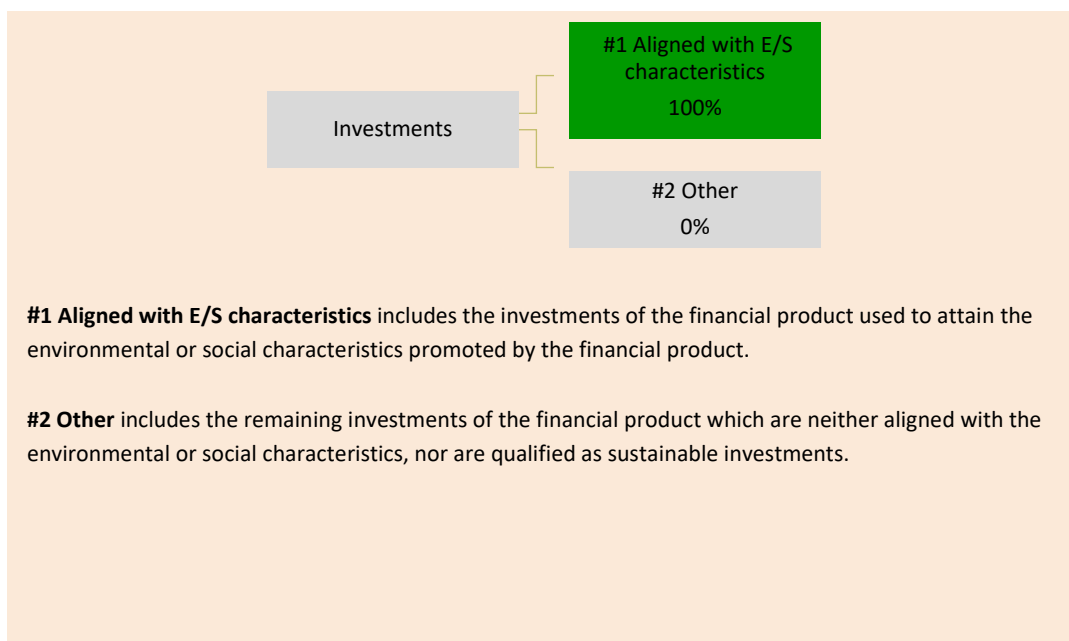 #1 Aligned with E/S
characteristics
100%
Investments
#2 Other
0%
#1 Aligned with E/S characteristics includes the investments of the financial product used to attain the
environmental or social characteristics promoted by the financial product.
#2 Other includes the remaining investments of the financial product which are neither aligned with the
environmental or social characteristics, nor are qualified as sustainable investments.